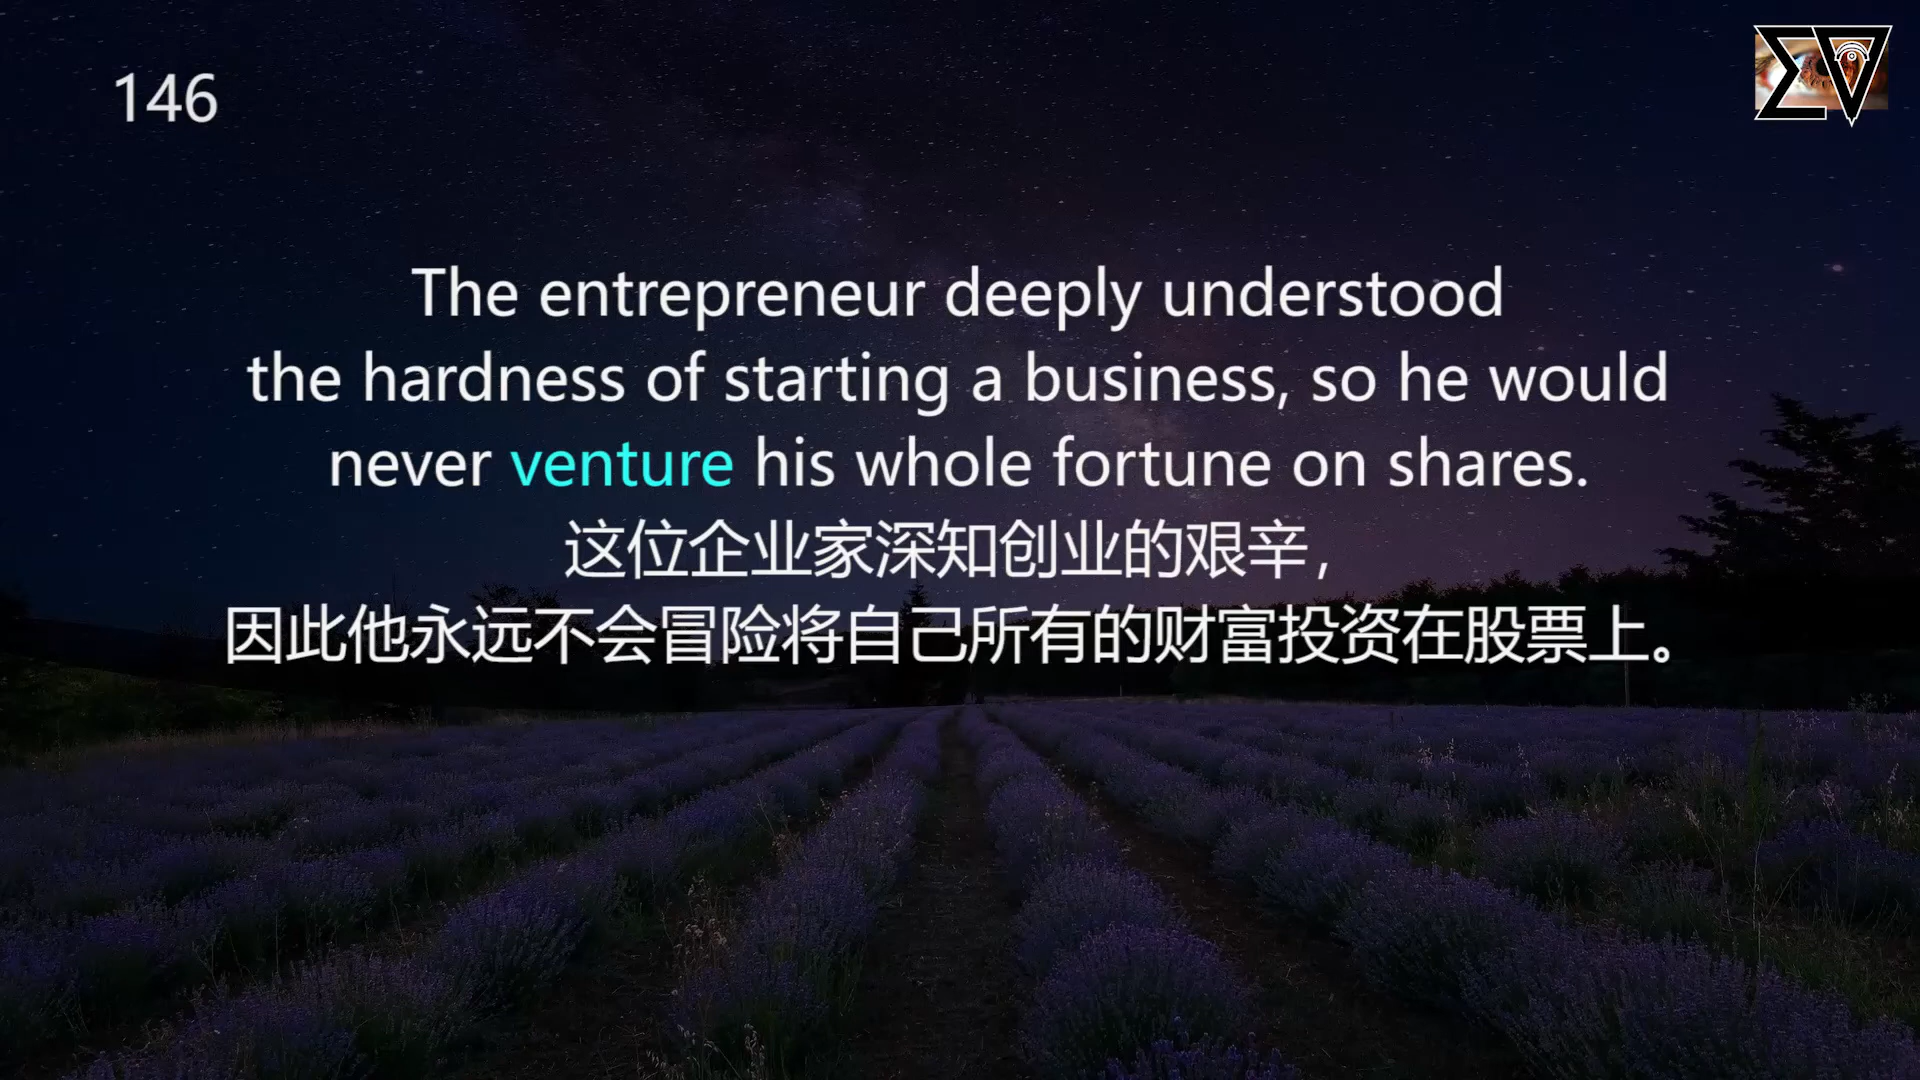 146
The entrepreneur deeply understood
the hardness of starting a business, so he would
never venture his whole fortune on shares.
这位企业家深知创业的艰辛，
因此他永远不会冒险将自己所有的财富投资在股票上。